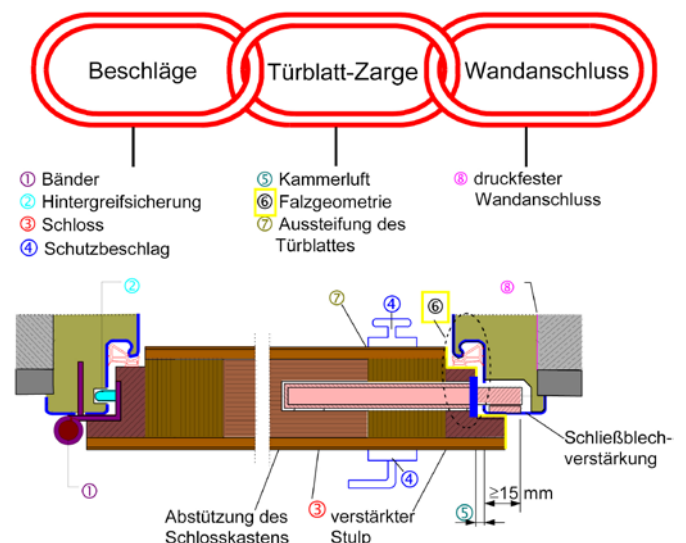 Beschläge
Türblatt-Zarge
Wandanschluss
① Bänder
② Hintergreifsicherung
③ Schloss
④ Schutzbeschlag
⑤ Kammerluft
⑥ Falzgeometrie
⑦ Aussteifung des
Türblattes
⑧ druckfester
Wandanschluss
②
⑦
④
⑥
⑧
①
Abstützung des
Schlosskastens
③
verstärkter
Stulp
④
⑤
≥15 mm
Schließblech-
verstärkung